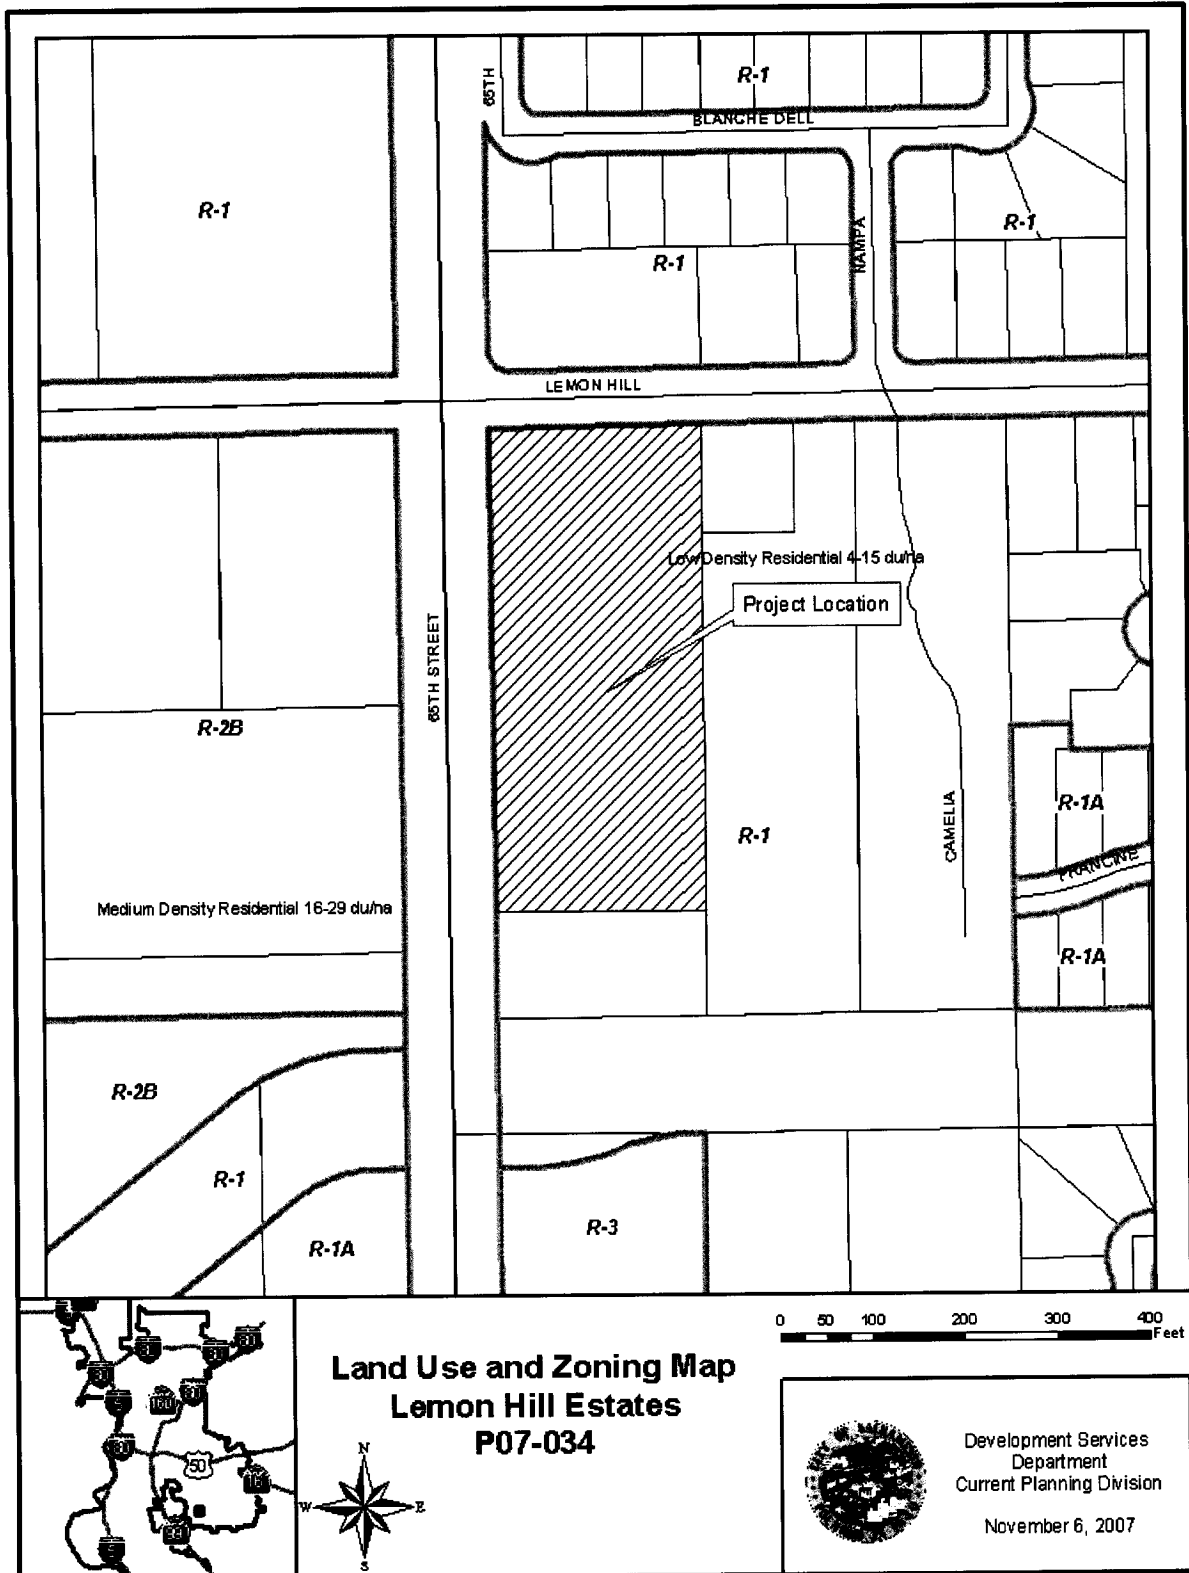 R-1
65TH
BLANCHE DELL
R-1
R-1
NAMPA
R-1
LEMON HILL
Low Density Residential 4-15 du/na
Project Location
65TH STREET
R-2B
R-1A
R-1
CAMELIA
FRANCINE
Medium Density Residential 16-29 du/na
R-1A
R-2B
R-1
R-3
R-1A
0 50 100 200 300 400
Feet
Land Use and Zoning Map
Lemon Hill Estates
P07-034
50
N
W E
S
Development Services
Department
Current Planning Division
November 6, 2007